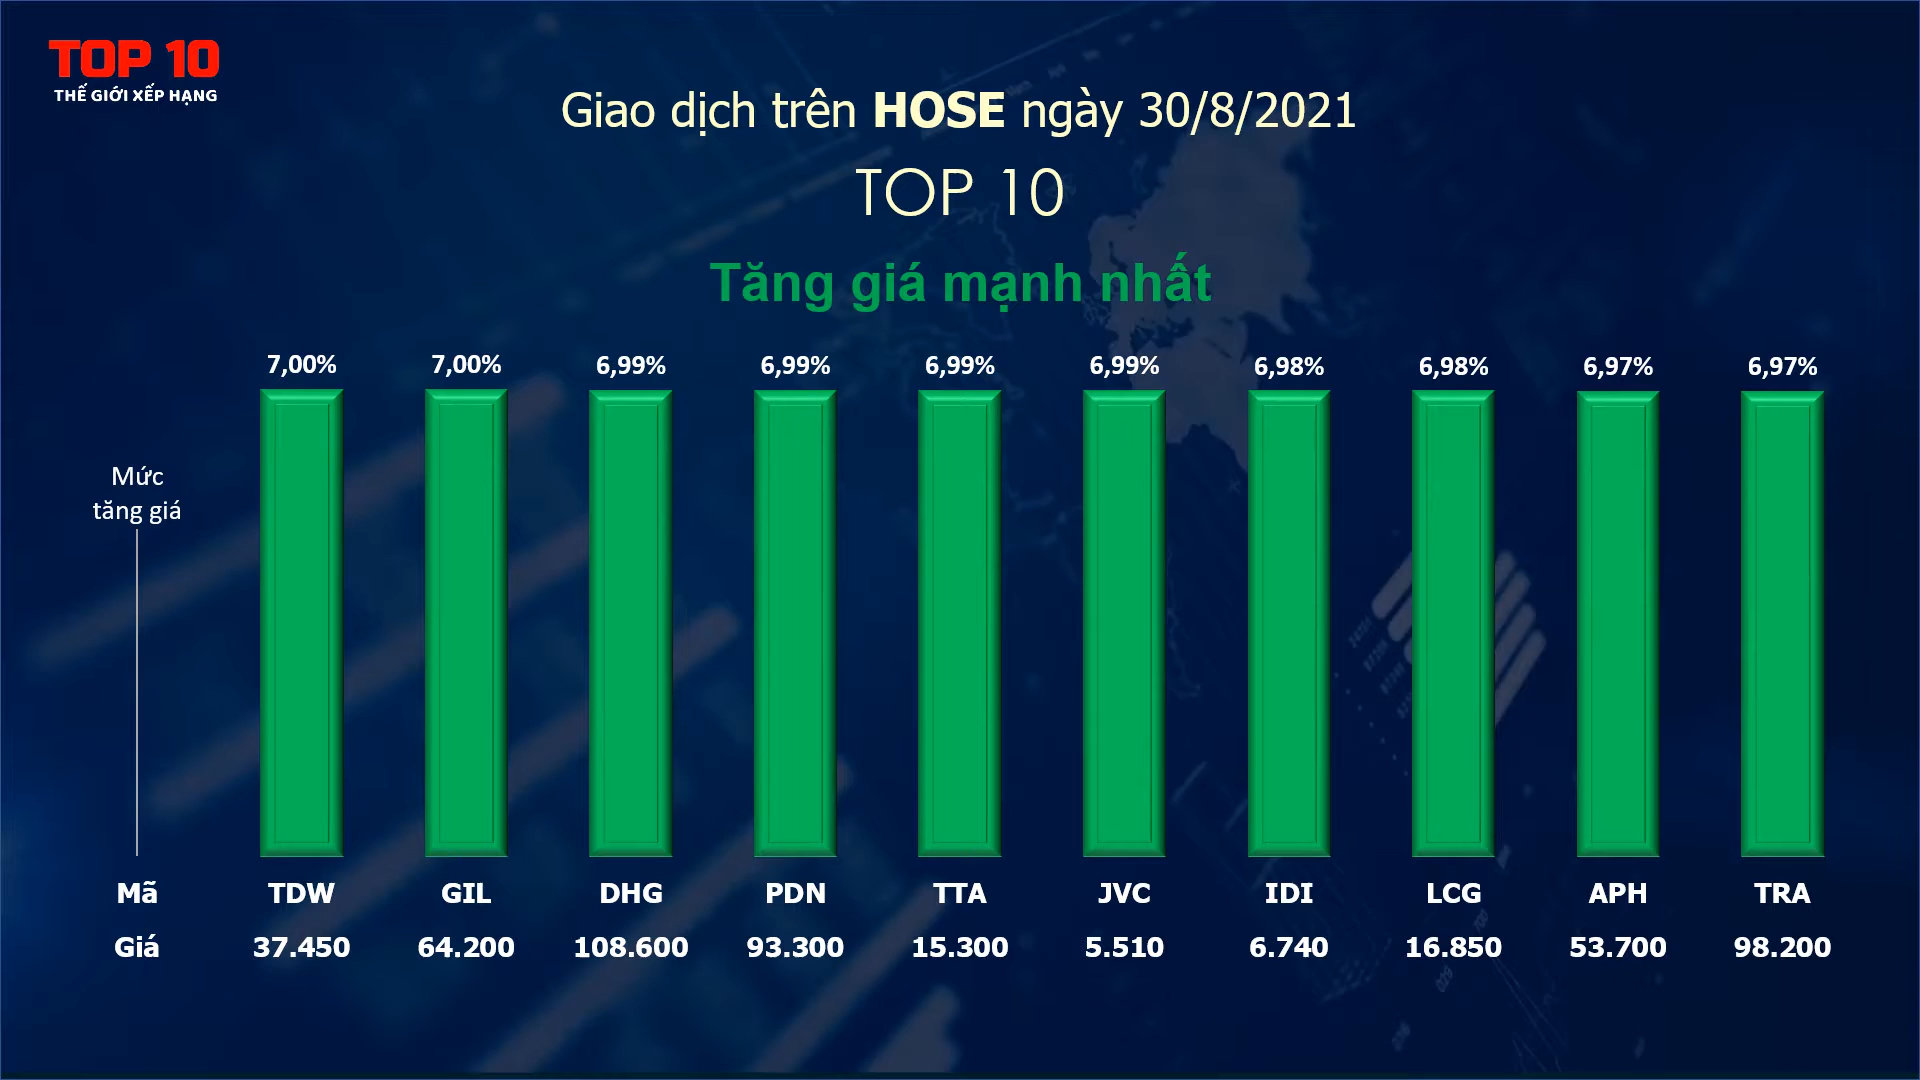 TOP 10
THẾ GIỚI XẾP HẠNG
Giao dịch trên HOSE ngày 30/8/2021
TOP 10
Tăng giá mạnh nhất
7,00% 7,00% 6,99% 6,99% 6,99% 6,99% 6,98% 6,98% 6,97% 6,97%
Mức
tăng giá
Mã TDW GIL DHG PDN TTA JVC IDI LCG APH TRA
Giá 37.450 64.200 108.600 93.300 15.300 5.510 6.740 16.850 53.700 98.200